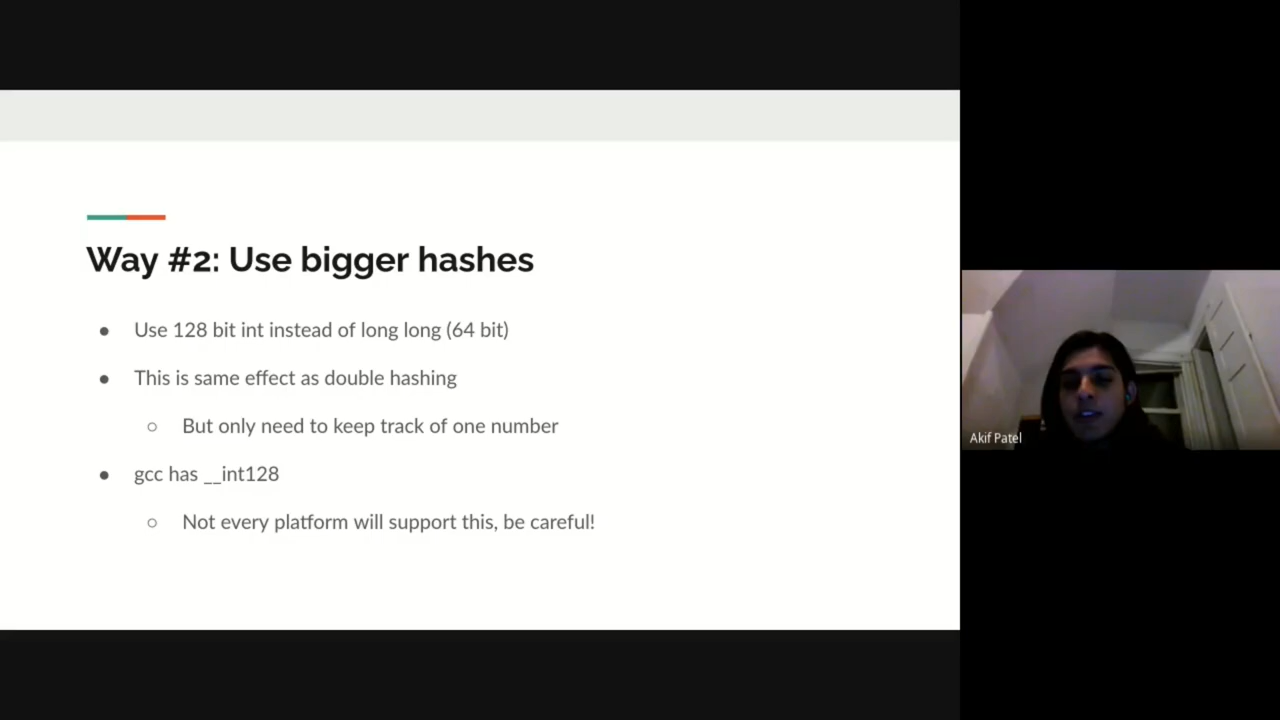 Way #2: Use bigger hashes
● Use 128 bit int instead of long long (64 bit)
● This is same effect as double hashing
○ But only need to keep track of one number
● gcc has __int128
○ Not every platform will support this, be careful!
Akif Patel